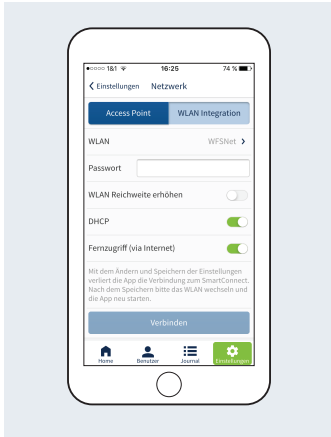 1&1 16:25 74 %
Einstellungen Netzwerk
Access Point WLAN Integration
WLAN WFSNet
Passwort
WLAN Reichweite erhöhen
DHCP
Fernzugriff (via Internet)
Mit dem Ändern und Speichern der Einstellungen
verliert die App die Verbindung zum SmartConnect.
Nach dem Speichern bitte das WLAN wechseln und
die App neu starten.
Verbinden
Home Benutzer Journal Einstellungen